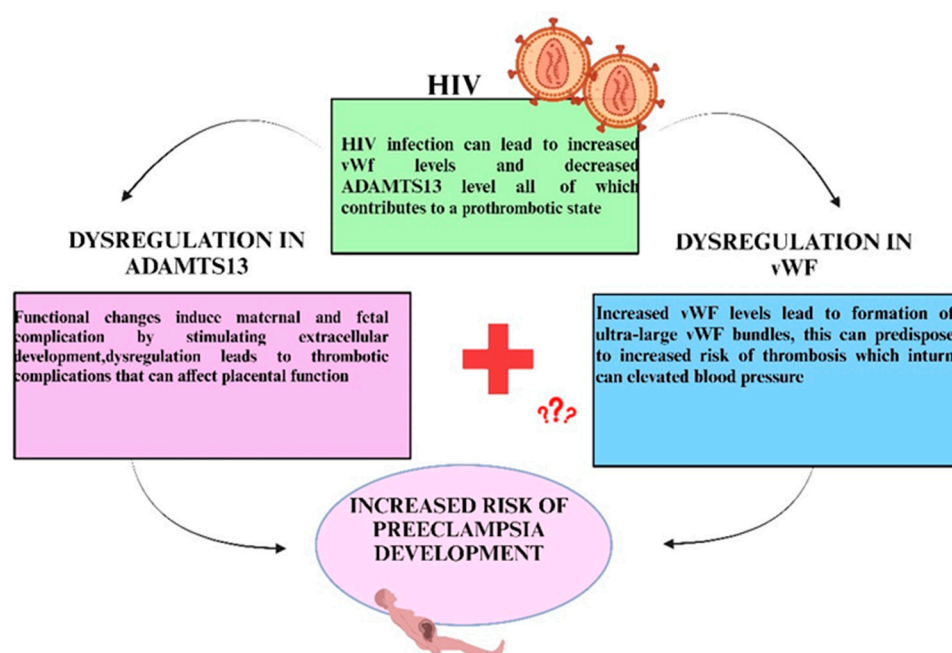 HIV
HIV infection can lead to increased
vWf levels and decreased
ADAMTS13 level all of which
contributes to a prothrombotic state
DYSREGULATION IN
ADAMTS13
Functional changes induce maternal and fetal
complication by stimulating extracellular
development,dysregulation leads to thrombotic
complications that can affect placental function
DYSREGULATION IN
vWF
Increased vWF levels lead to formation of
ultra-large vWF bundles, this can predispose
to increased risk of thrombosis which inturn
can elevated blood pressure
???
INCREASED RISK OF
PREECLAMPSIA
DEVELOPMENT